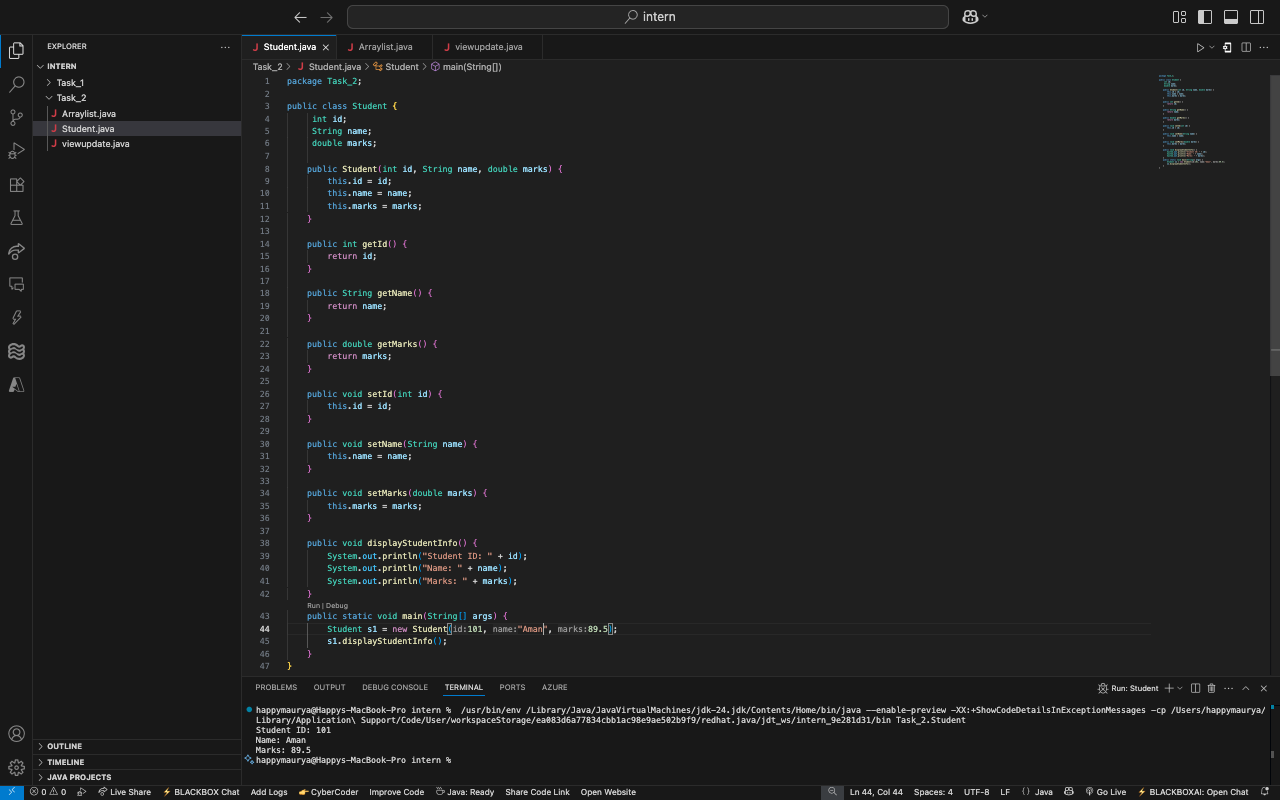 intern
EXPLORER
INTERN
Task_1
Task_2
Arraylist.java
Student.java
viewupdate.java
OUTLINE
TIMELINE
JAVA PROJECTS
Student.java
Arraylist.java
viewupdate.java
Task_2 > Student.java > Student > main(String[])
1 package Task_2;
2
3 public class Student {
4 int id;
5 String name;
6 double marks;
7
8 public Student(int id, String name, double marks) {
9 this.id = id;
10 this.name = name;
11 this.marks = marks;
12 }
13
14 public int getId() {
15 return id;
16 }
17
18 public String getName() {
19 return name;
20 }
21
22 public double getMarks() {
23 return marks;
24 }
25
26 public void setId(int id) {
27 this.id = id;
28 }
29
30 public void setName(String name) {
31 this.name = name;
32 }
33
34 public void setMarks(double marks) {
35 this.marks = marks;
36 }
37
38 public void displayStudentInfo() {
39 System.out.println("Student ID: " + id);
40 System.out.println("Name: " + name);
41 System.out.println("Marks: " + marks);
42 }
Run | Debug
43 public static void main(String[] args) {
44 Student s1 = new Student(id:101, name:"Aman", marks:89.5);
45 s1.displayStudentInfo();
46 }
47 }
PROBLEMS OUTPUT DEBUG CONSOLE TERMINAL PORTS AZURE
Run: Student
happymaurya@Happys-MacBook-Pro intern % /usr/bin/env /Library/Java/JavaVirtualMachines/jdk-24.jdk/Contents/Home/bin/java --enable-preview -XX:+ShowCodeDetailsInExceptionMessages -cp /Users/happymaurya/
Library/Application\ Support/Code/User/workspaceStorage/ea083d6a77834cbb1ac98e9ae502b9f9/redhat.java/jdt_ws/intern_9e281d31/bin Task_2.Student
Student ID: 101
Name: Aman
Marks: 89.5
happymaurya@Happys-MacBook-Pro intern %
0 0 Live Share BLACKBOX Chat Add Logs CyberCoder Improve Code Java: Ready Share Code Link Open Website Ln 44, Col 44 Spaces: 4 UTF-8 LF {} Java Go Live BLACKBOXAI: Open Chat